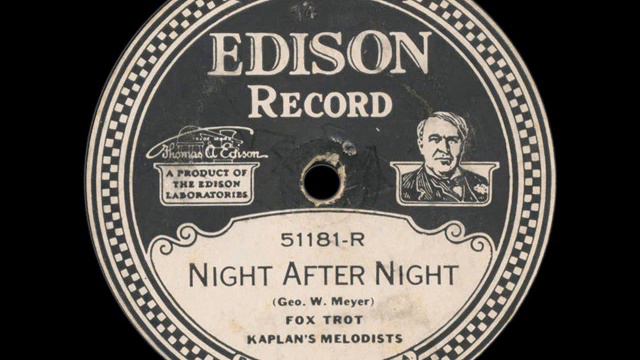 EDISON
RECORD
Thomas A Edison
A PRODUCT OF
THE EDISON
LABORATORIES
51181-R
NIGHT AFTER NIGHT
(Geo. W. Meyer)
FOX TROT
KAPLAN'S MELODISTS